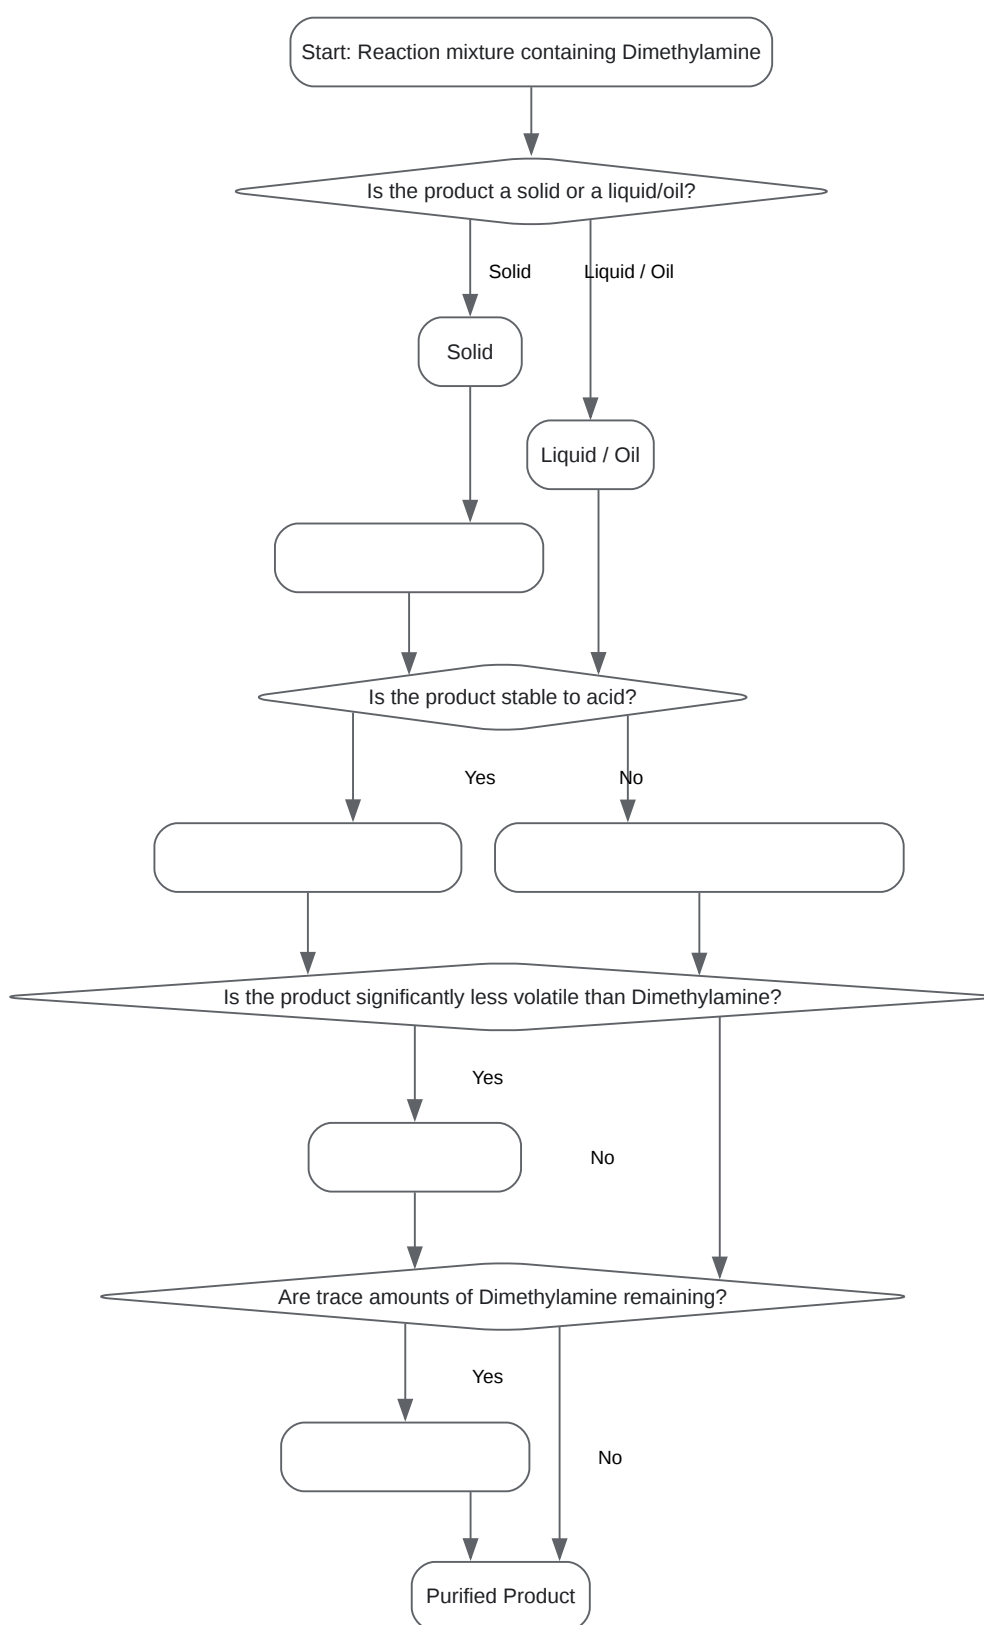 Start: Reaction mixture containing Dimethylamine
Is the product a solid or a liquid/oil?
Solid
Liquid / Oil
Solid
Liquid / Oil
Is the product stable to acid?
Yes
No
Is the product significantly less volatile than Dimethylamine?
Yes
No
Are trace amounts of Dimethylamine remaining?
Yes
No
Purified Product